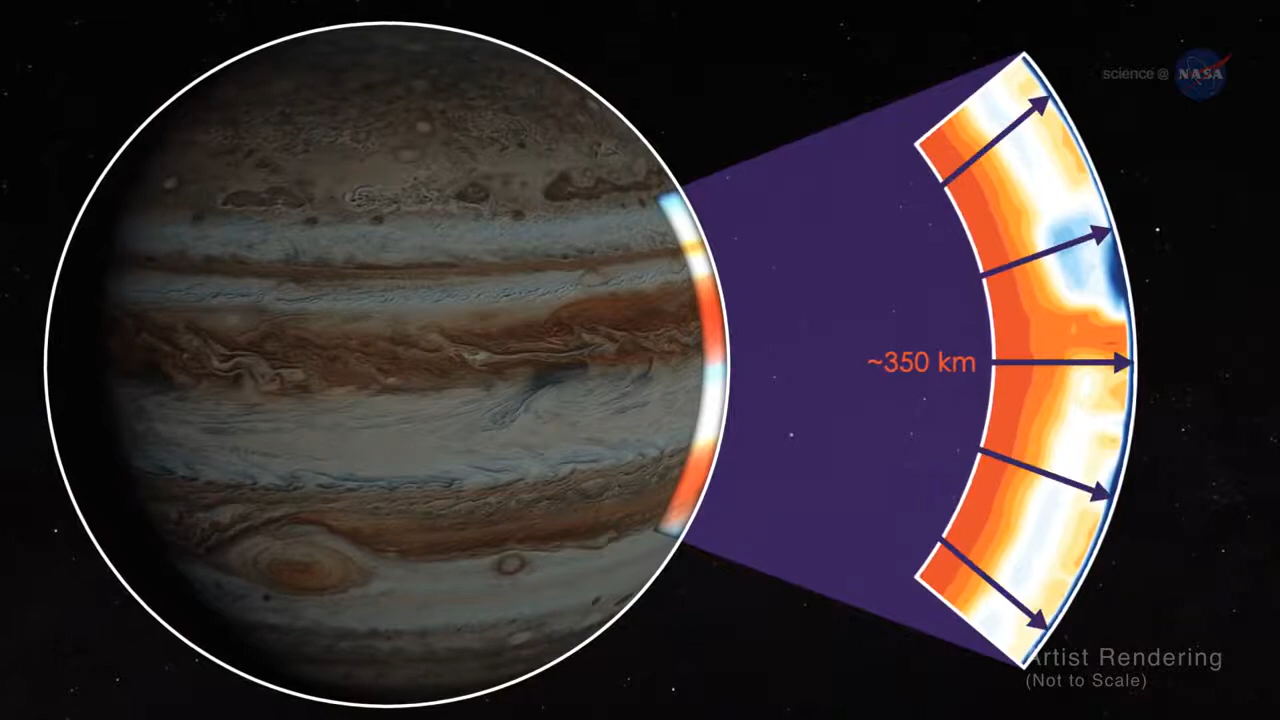 science@ NASA
~350 km
Artist Rendering
(Not to Scale)